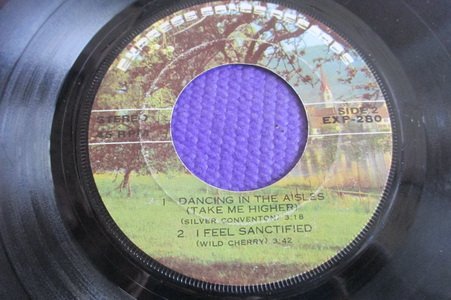 STEREO
45 RPM
SIDE 2
EXP-280
1. DANCING IN THE AISLES
(TAKE ME HIGHER)
(SILVER CONVENTON) 3:18
2. I FEEL SANCTIFIED
(WILD CHERRY) 3:42